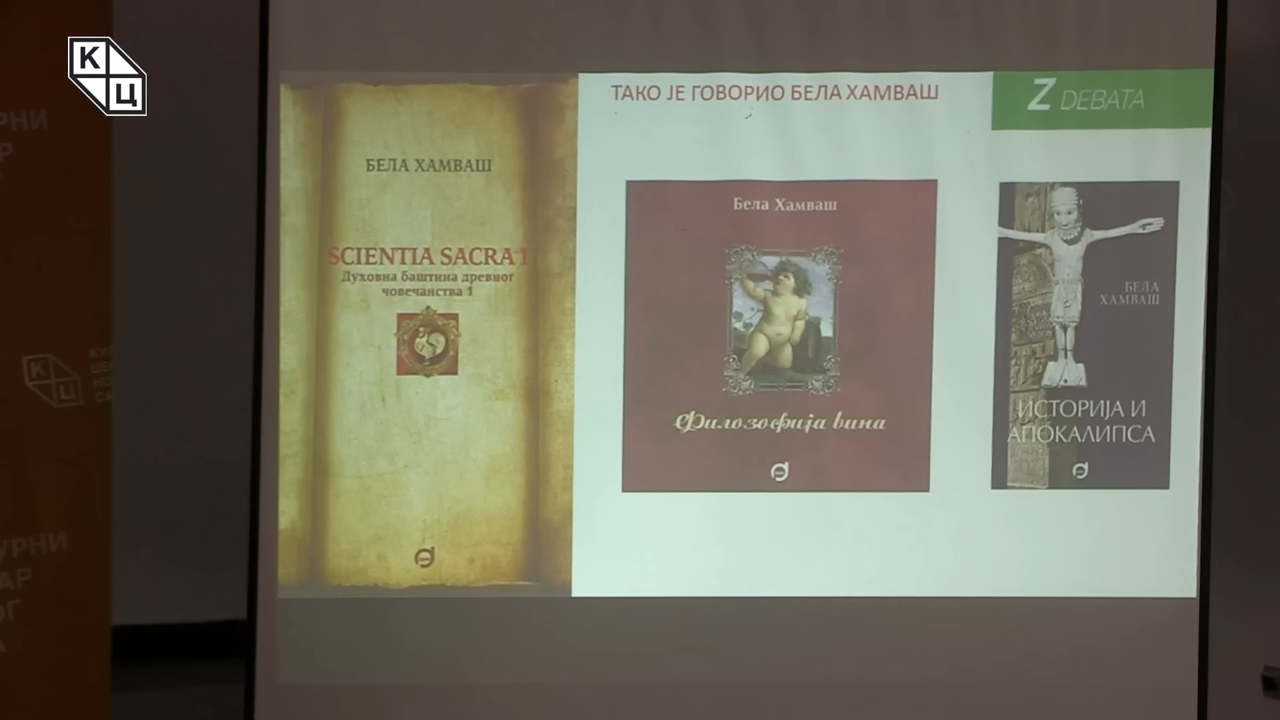 К
Ц
ТАКО ЈЕ ГОВОРИО БЕЛА ХАМВАШ
Z DEBATA
БЕЛА ХАМВАШ
SCIENTIA SACRA I
Духовна баштина древног
човечанства 1
Бела Хамваш
Филозофија вина
БЕЛА
ХАМВАШ
ИСТОРИЈА И
АПОКАЛИПСА
К
Ц